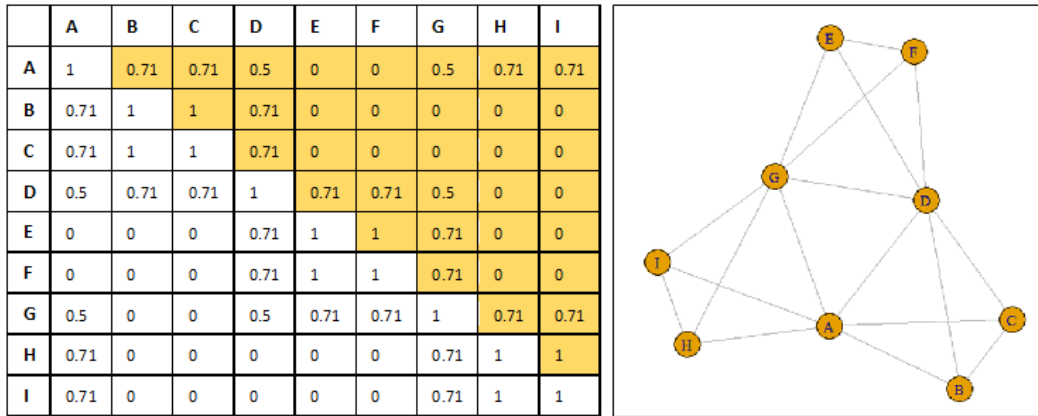 A B C D E F G H I
A 1 0.71 0.71 0.5 0 0 0.5 0.71 0.71
B 0.71 1 1 0.71 0 0 0 0 0
C 0.71 1 1 0.71 0 0 0 0 0
D 0.5 0.71 0.71 1 0.71 0.71 0.5 0 0
E 0 0 0 0.71 1 1 0.71 0 0
F 0 0 0 0.71 1 1 0.71 0 0
G 0.5 0 0 0.5 0.71 0.71 1 0.71 0.71
H 0.71 0 0 0 0 0 0.71 1 1
I 0.71 0 0 0 0 0 0.71 1 1
E
F
G
D
I
A
C
H
B